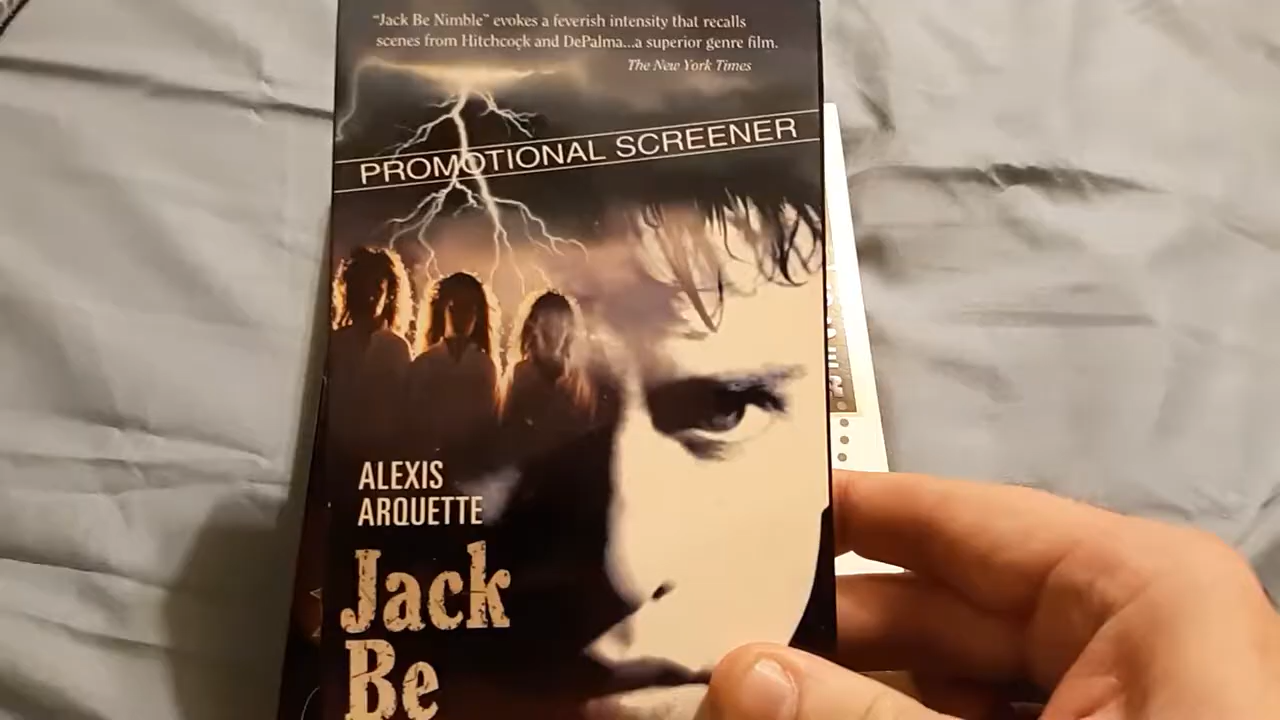 “Jack Be Nimble” evokes a feverish intensity that recalls
scenes from Hitchcock and DePalma...a superior genre film.
The New York Times
PROMOTIONAL SCREENER
ALEXIS
ARQUETTE
Jack
Be